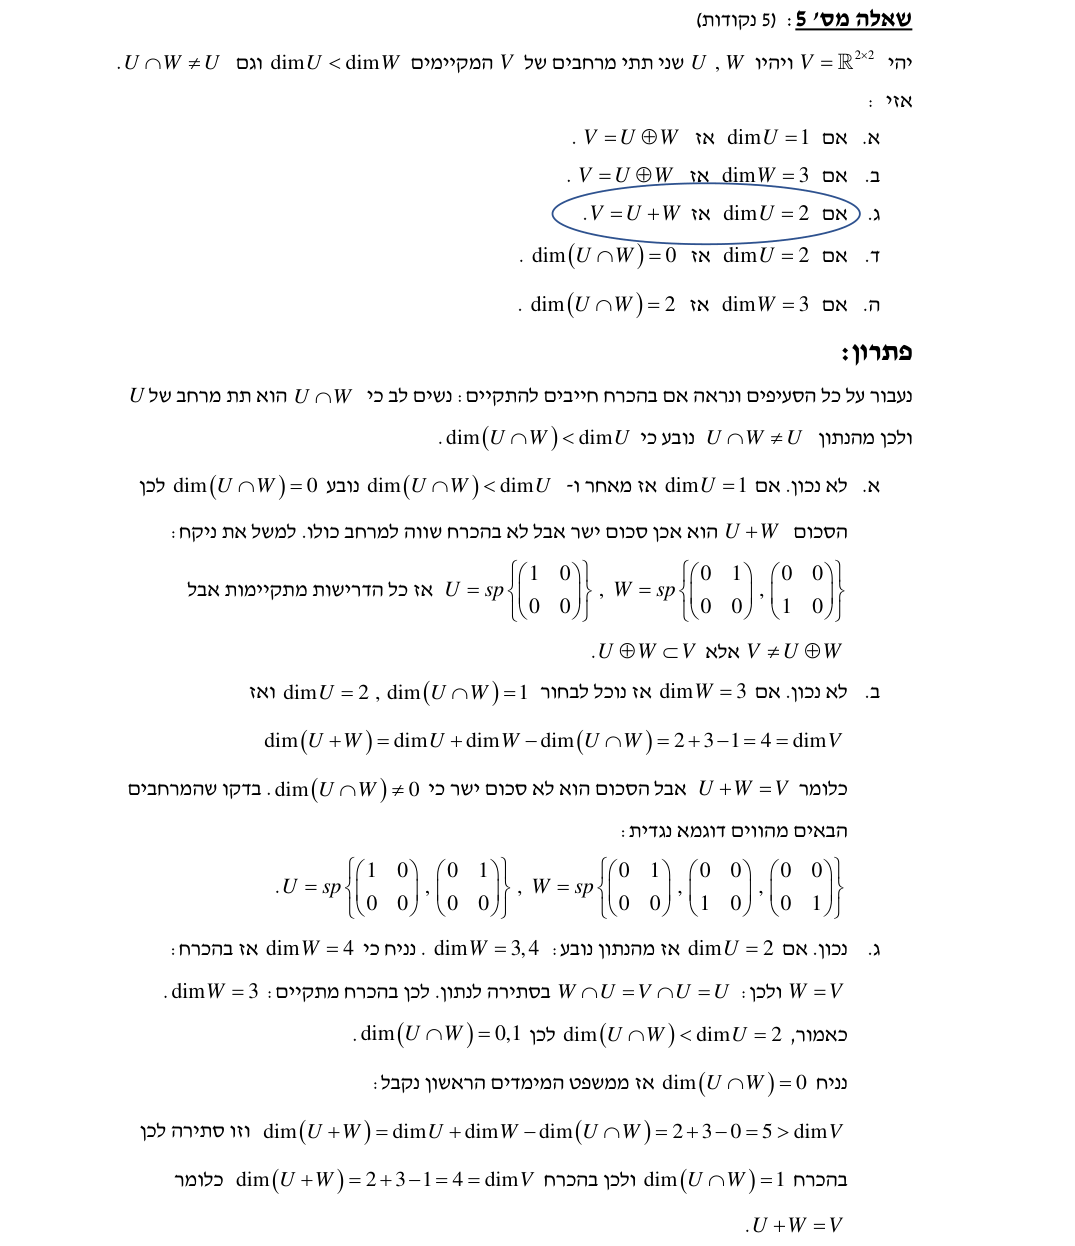 שאלה מס' 5 : (5 נקודות)
יהי V = ℝ^{2×2} ויהיו U , W שני תתי מרחבים של V המקיימים dim U < dim W וגם U ∩ W ≠ U .
אזי :
א. אם dim U = 1 אז V = U ⊕ W .
ב. אם dim W = 3 אז V = U ⊕ W .
ג. אם dim U = 2 אז V = U + W .
ד. אם dim U = 2 אז dim(U ∩ W) = 0 .
ה. אם dim W = 3 אז dim(U ∩ W) = 2 .
פתרון:
נעבור על כל הסעיפים ונראה אם בהכרח חייבים להתקיים : נשים לב כי U ∩ W הוא תת מרחב של U
ולכן מהנתון U ∩ W ≠ U נובע כי dim(U ∩ W) < dim U .
א. לא נכון. אם dim U = 1 אז מאחר ו- dim(U ∩ W) < dim U נובע dim(U ∩ W) = 0 לכן
הסכום U + W הוא אכן סכום ישר אבל לא בהכרח שווה למרחב כולו. למשל את ניקח :
U = sp{(1 0; 0 0)} , W = sp{(0 1; 0 0), (0 0; 1 0)} אז כל הדרישות מתקיימות אבל
V ≠ U ⊕ W אלא U ⊕ W ⊂ V .
ב. לא נכון. אם dim W = 3 אז נוכל לבחור dim U = 2 , dim(U ∩ W) = 1 ואז
dim(U + W) = dim U + dim W − dim(U ∩ W) = 2 + 3 − 1 = 4 = dim V
כלומר U + W = V אבל הסכום הוא לא סכום ישר כי dim(U ∩ W) ≠ 0 . בדקו שהמרחבים
הבאים מהווים דוגמא נגדית :
U = sp{(1 0; 0 0), (0 1; 0 0)} , W = sp{(0 1; 0 0), (0 0; 1 0), (0 0; 0 1)} .
ג. נכון. אם dim U = 2 אז מהנתון נובע : dim W = 3,4 . נניח כי dim W = 4 אז בהכרח :
W = V ולכן : W ∩ U = V ∩ U = U בסתירה לנתון. לכן בהכרח מתקיים : dim W = 3 .
כאמור, dim(U ∩ W) < dim U = 2 לכן dim(U ∩ W) = 0,1 .
נניח dim(U ∩ W) = 0 אז ממשפט המימדים הראשון נקבל :
dim(U + W) = dim U + dim W − dim(U ∩ W) = 2 + 3 − 0 = 5 > dim V וזו סתירה לכן
בהכרח dim(U ∩ W) = 1 ולכן בהכרח dim(U + W) = 2 + 3 − 1 = 4 = dim V כלומר
U + W = V .